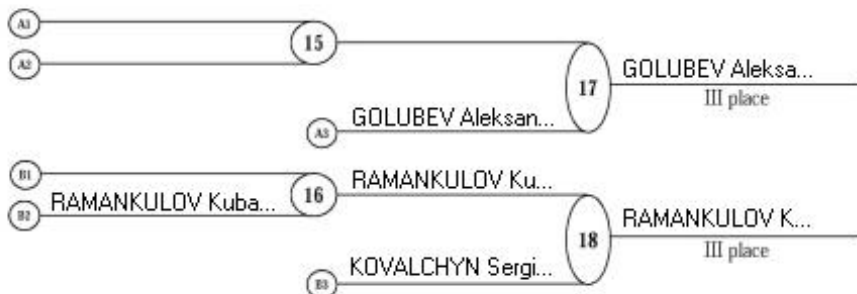 A1
15
A2
GOLUBEV Aleksa...
17
III place
GOLUBEV Aleksan...
A3
B1
RAMANKULOV Ku...
16
RAMANKULOV Kuba...
B2
RAMANKULOV K...
18
III place
KOVALCHYN Sergi...
B3